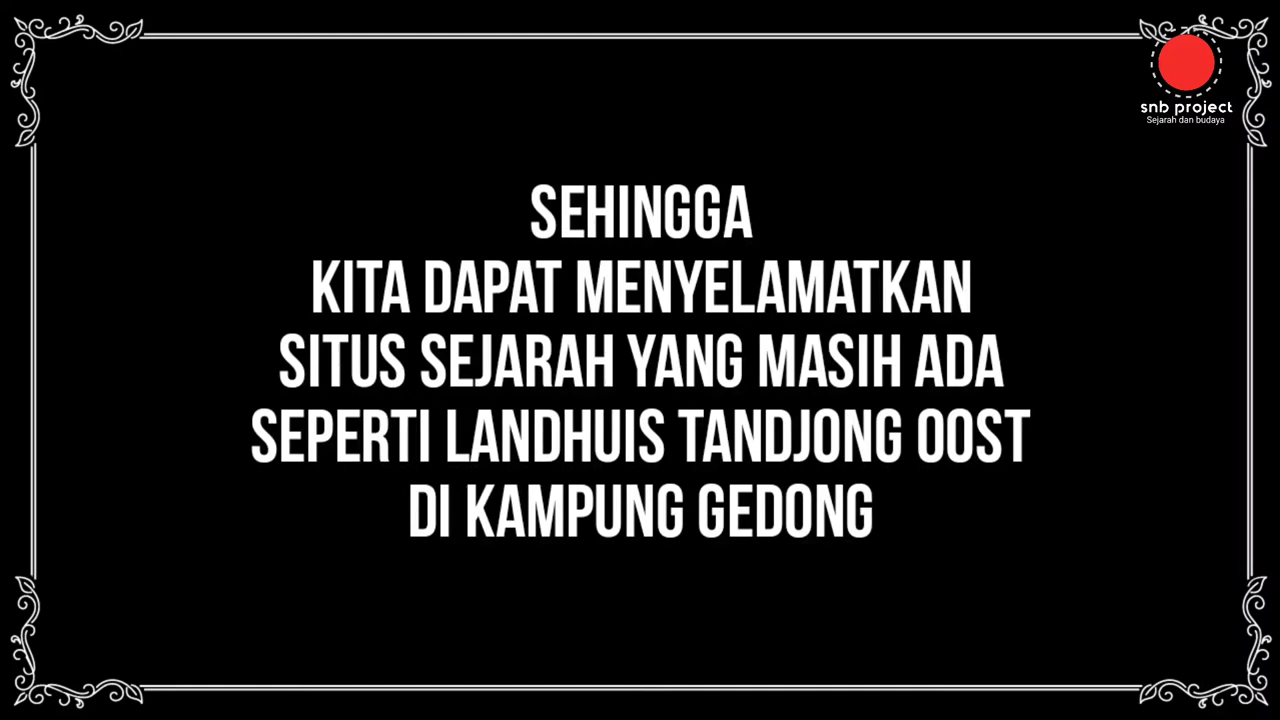 snb project
Sejarah dan budaya
SEHINGGA
KITA DAPAT MENYELAMATKAN
SITUS SEJARAH YANG MASIH ADA
SEPERTI LANDHUIS TANDJONG OOST
DI KAMPUNG GEDONG